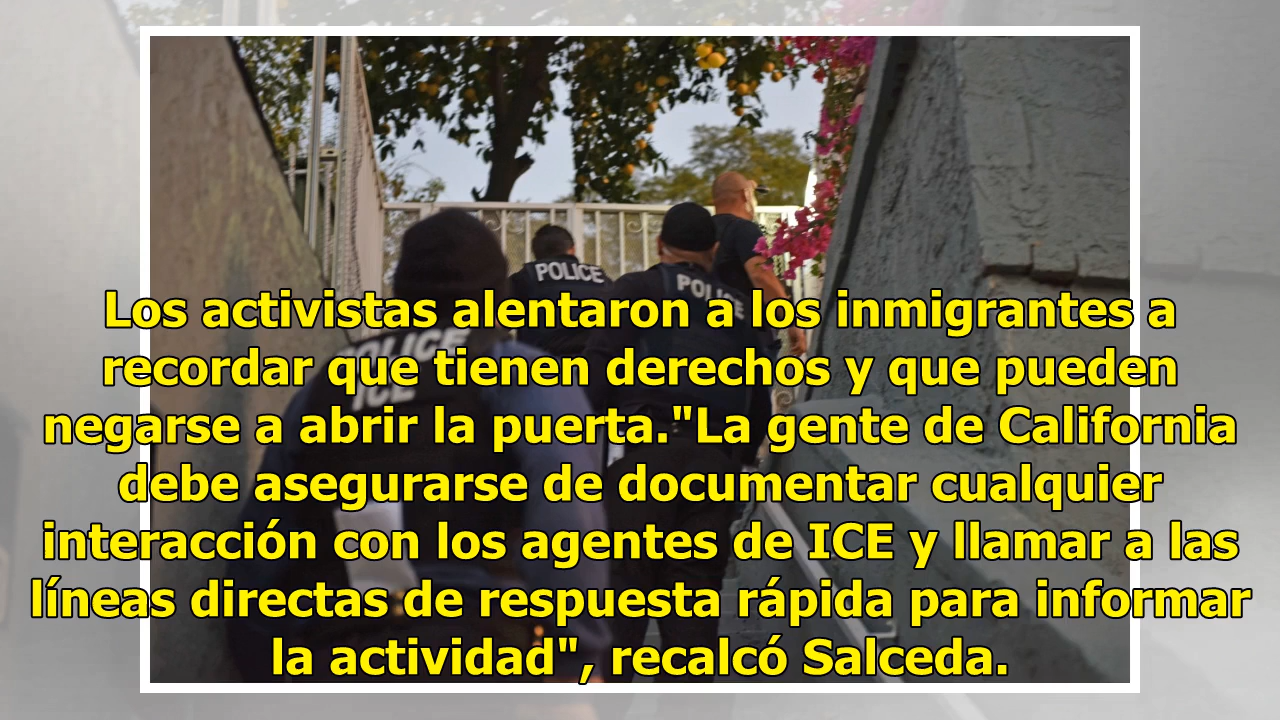 POLICE
POLICE
POLICE
ICE
Los activistas alentaron a los inmigrantes a
recordar que tienen derechos y que pueden
negarse a abrir la puerta."La gente de California
debe asegurarse de documentar cualquier
interacción con los agentes de ICE y llamar a las
líneas directas de respuesta rápida para informar
la actividad", recalcó Salceda.